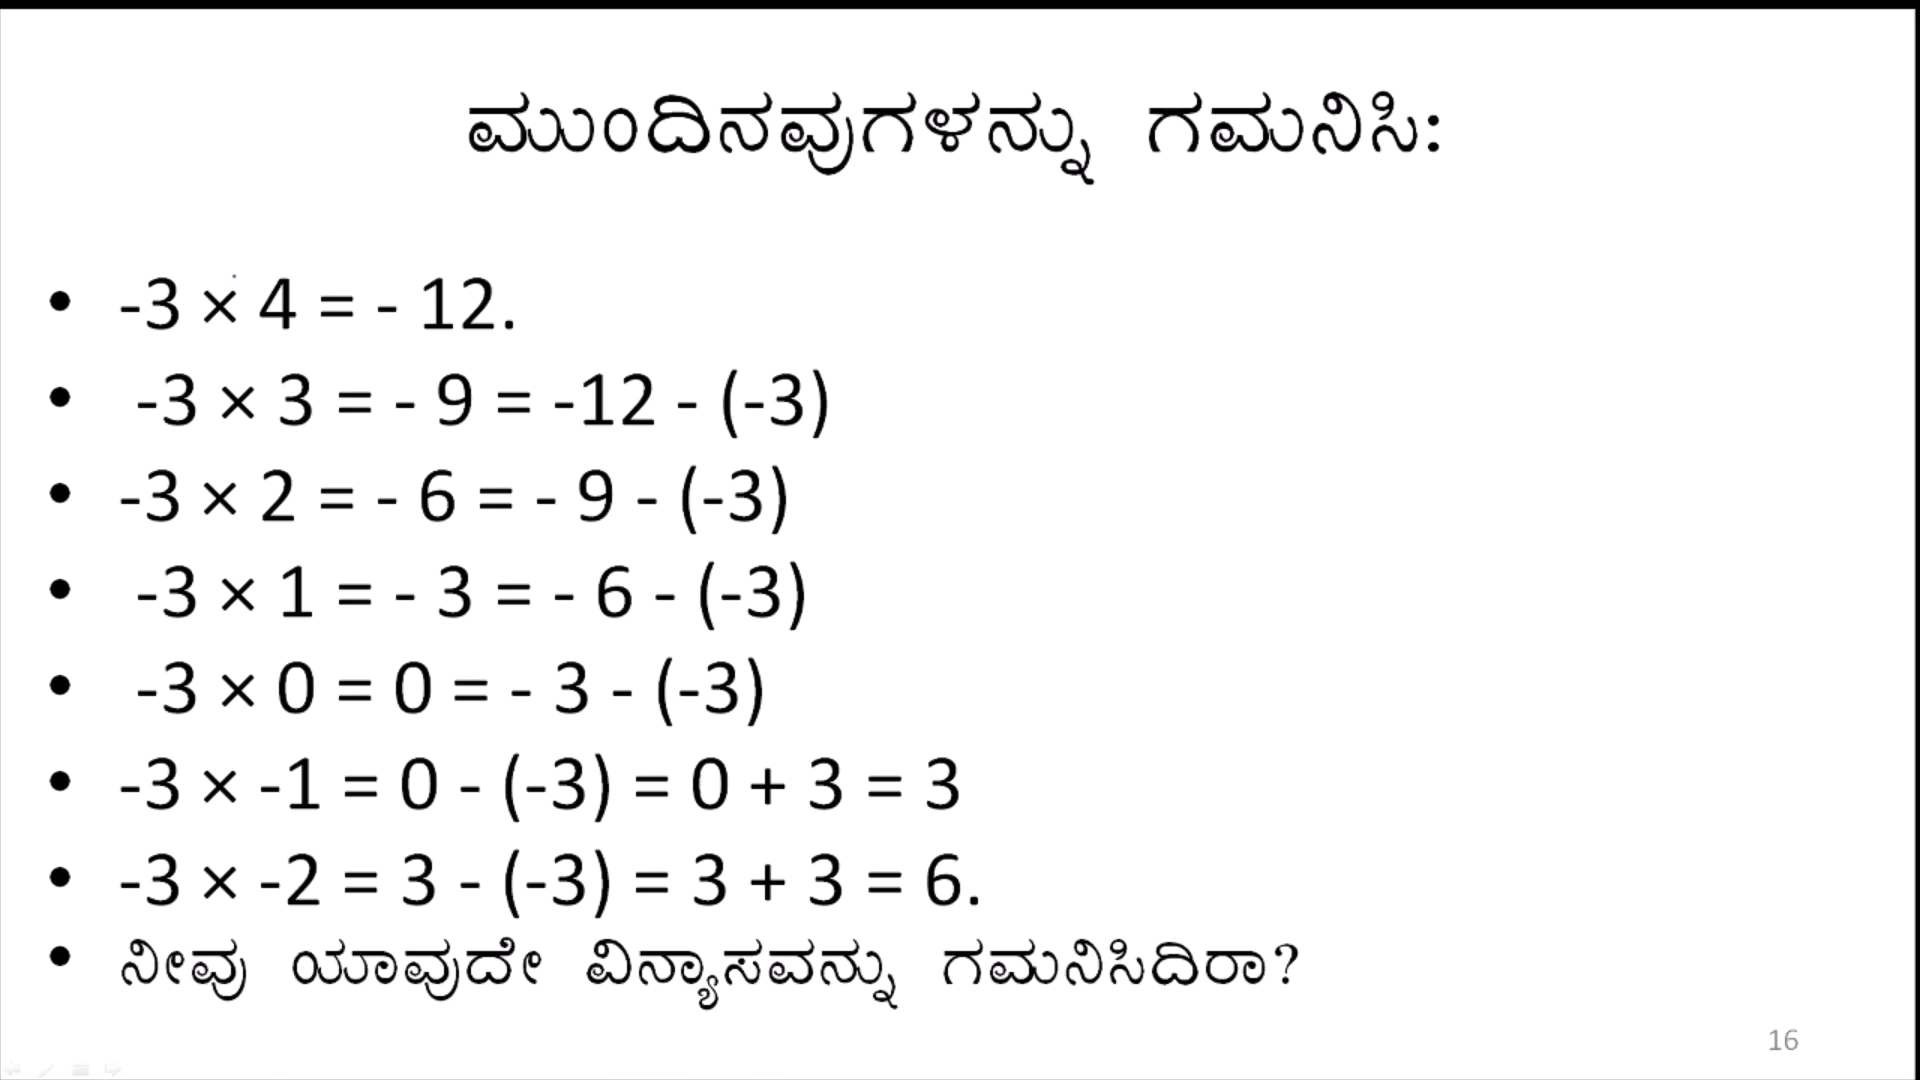 ಮುಂದಿನವುಗಳನ್ನು ಗಮನಿಸಿ:
• -3 × 4 = - 12.
• -3 × 3 = - 9 = -12 - (-3)
• -3 × 2 = - 6 = - 9 - (-3)
• -3 × 1 = - 3 = - 6 - (-3)
• -3 × 0 = 0 = - 3 - (-3)
• -3 × -1 = 0 - (-3) = 0 + 3 = 3
• -3 × -2 = 3 - (-3) = 3 + 3 = 6.
• ನೀವು ಯಾವುದೇ ವಿನ್ಯಾಸವನ್ನು ಗಮನಿಸಿದಿರಾ?
16